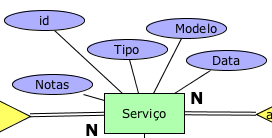 id
Modelo
Tipo
Data
Notas
N
Serviço
N